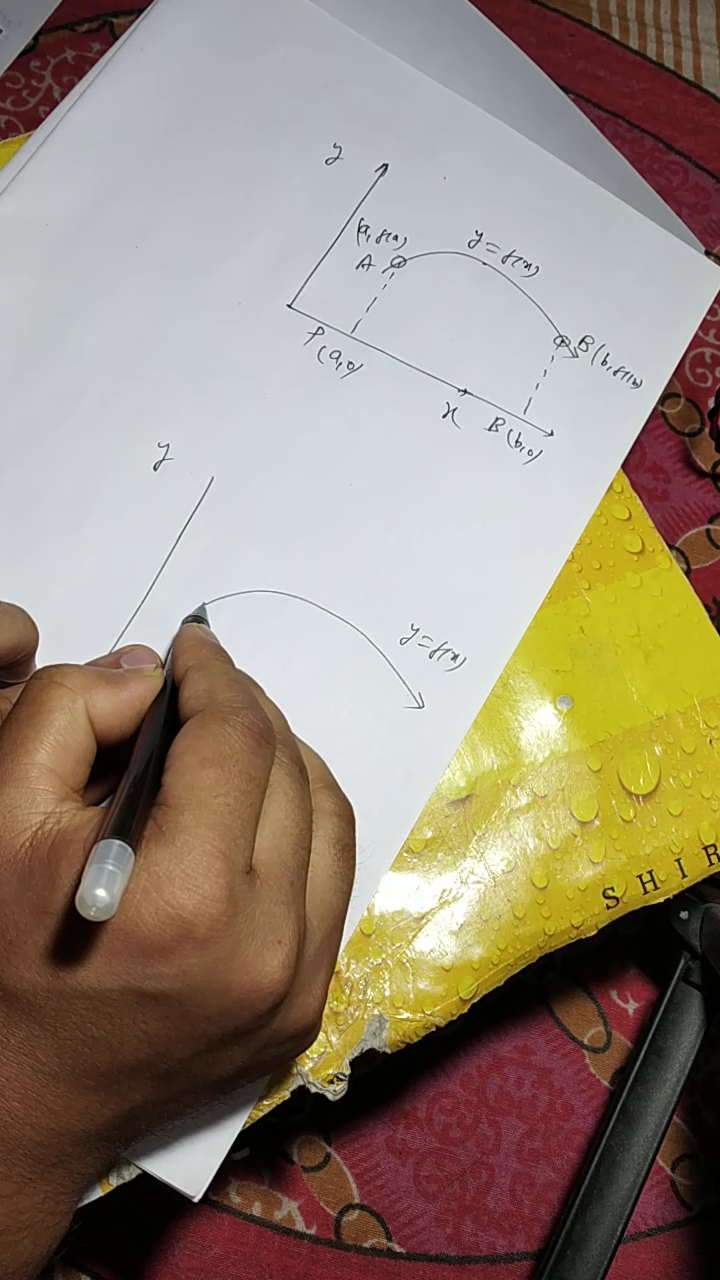 y
(a, f(a))
A
y = f(x)
B(b, f(b))
P(a,0)
x
B(b,0)
y
y = f(x)
SHIR